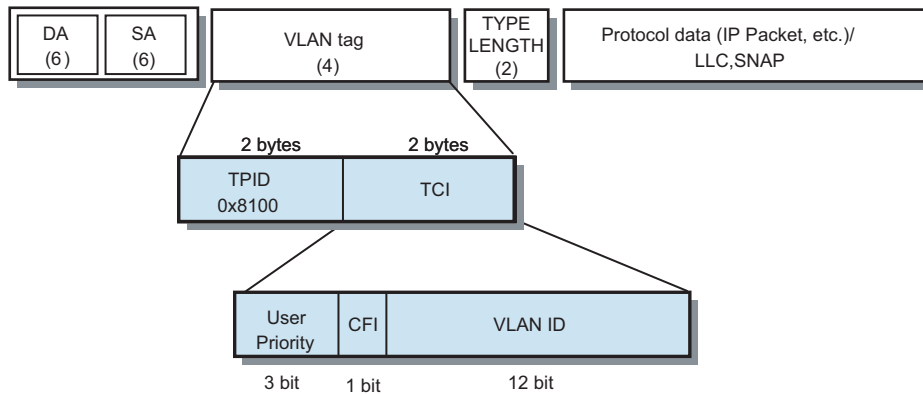 DA
(6)
SA
(6)
VLAN tag
(4)
TYPE
LENGTH
(2)
Protocol data (IP Packet, etc.)/
LLC,SNAP
2 bytes
2 bytes
TPID
0x8100
TCI
User
Priority
CFI
VLAN ID
3 bit
1 bit
12 bit